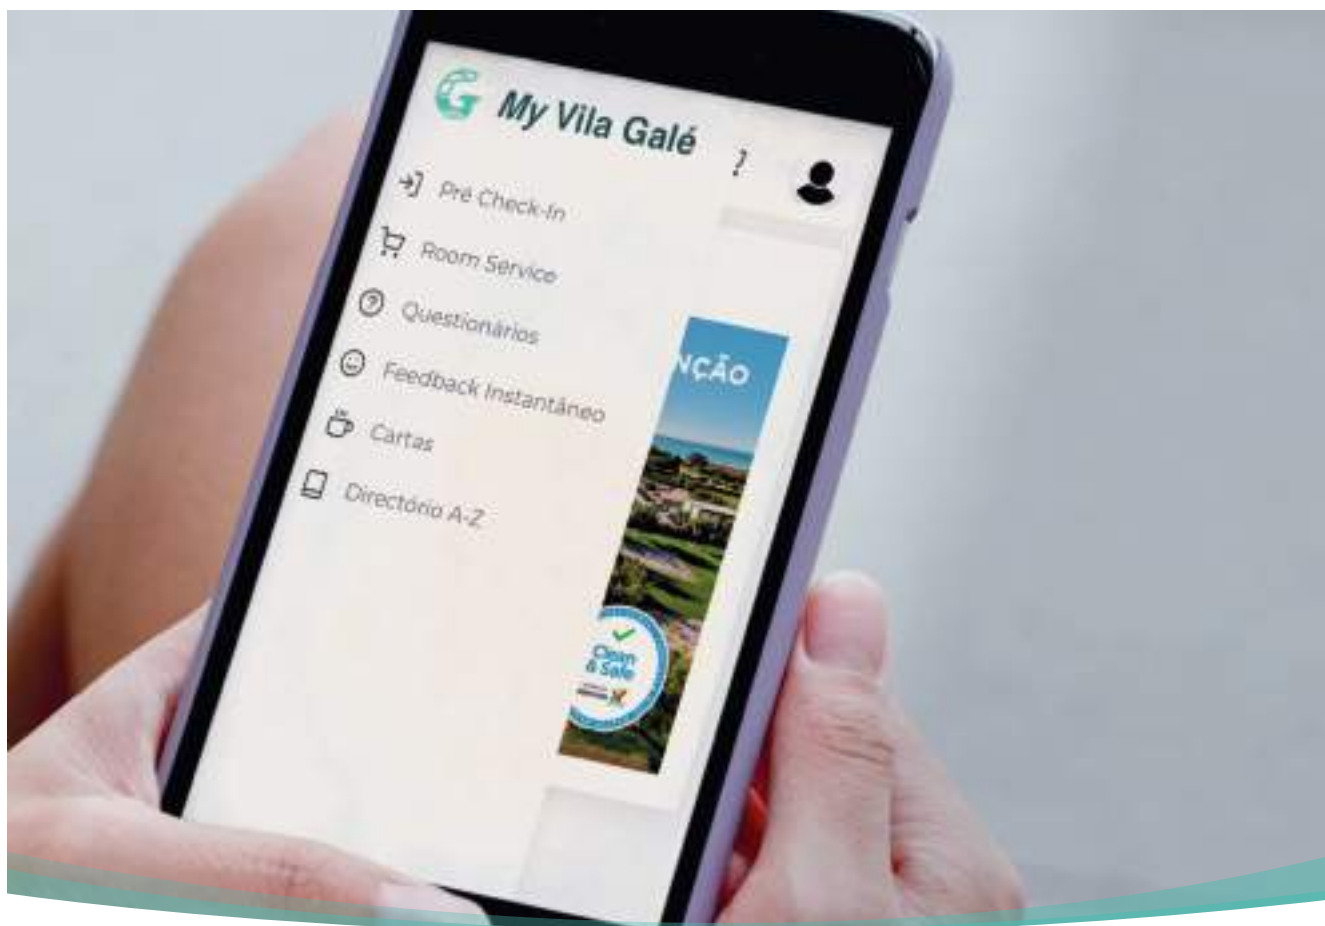 My Vila Galé
?
Pré Check-In
Room Service
Questionários
Feedback Instantâneo
Cartas
Directório A-Z
NÇÃO
Clean
& Safe